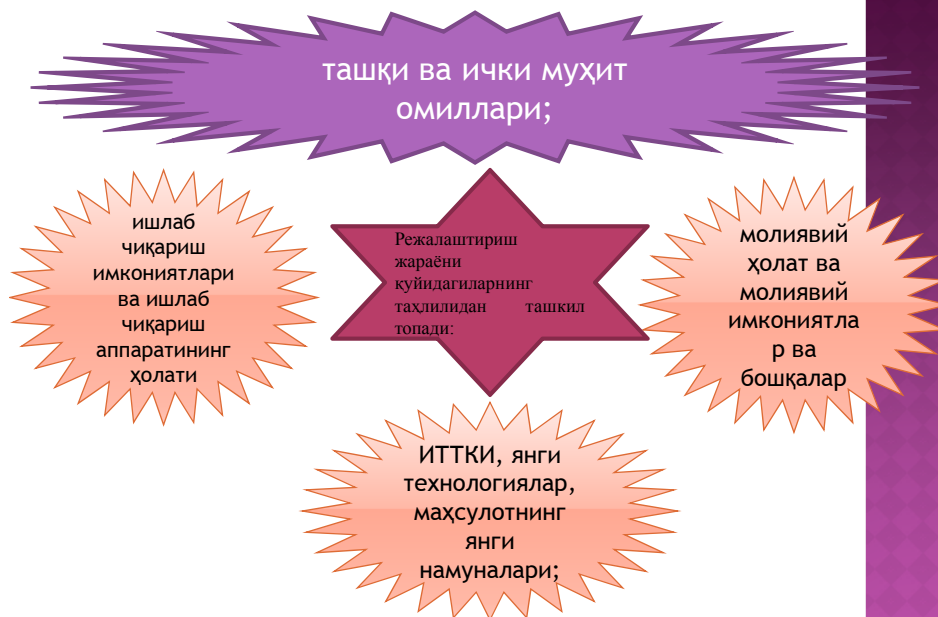 ташқи ва ички муҳит
омиллари;
ишлаб
чиқариш
имкониятлари
ва ишлаб
чиқариш
аппаратининг
ҳолати
Режалаштириш
жараёни
қуйидагиларнинг
таҳлилидан ташкил
топади:
молиявий
ҳолат ва
молиявий
имкониятла
р ва
бошқалар
ИТТКИ, янги
технологиялар,
маҳсулотнинг
янги
намуналари;